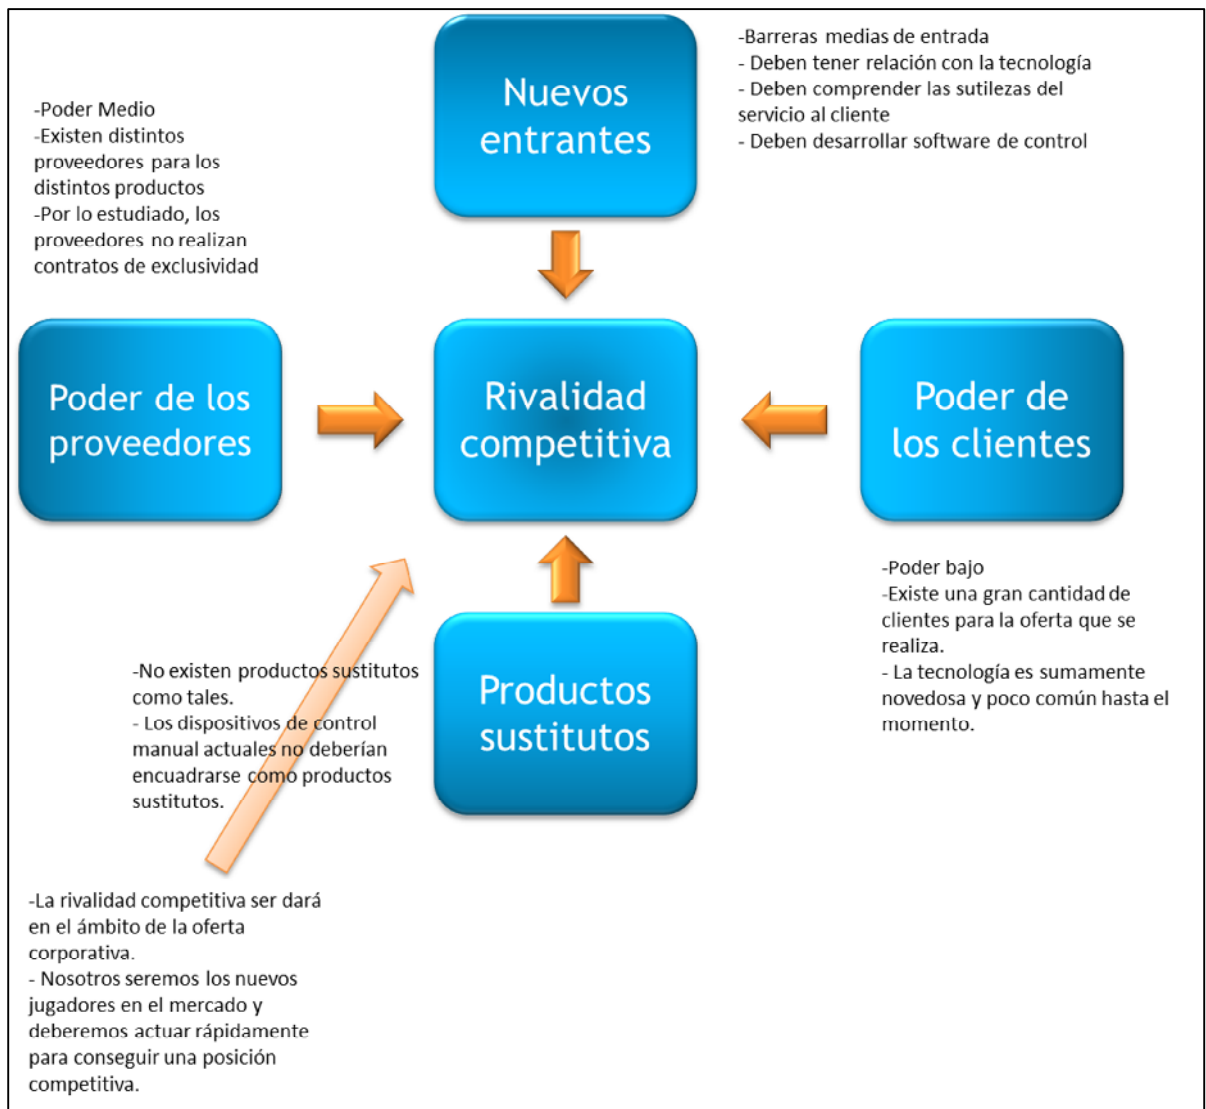 Nuevos
entrantes
-Barreras medias de entrada
- Deben tener relación con la tecnología
- Deben comprender las sutilezas del
servicio al cliente
- Deben desarrollar software de control
-Poder Medio
-Existen distintos
proveedores para los
distintos productos
-Por lo estudiado, los
proveedores no realizan
contratos de exclusividad
Poder de los
proveedores
Rivalidad
competitiva
Poder de
los clientes
-Poder bajo
-Existe una gran cantidad de
clientes para la oferta que se
realiza.
- La tecnología es sumamente
novedosa y poco común hasta el
momento.
-No existen productos sustitutos
como tales.
- Los dispositivos de control
manual actuales no deberían
encuadrarse como productos
sustitutos.
Productos
sustitutos
-La rivalidad competitiva ser dará
en el ámbito de la oferta
corporativa.
- Nosotros seremos los nuevos
jugadores en el mercado y
deberemos actuar rápidamente
para conseguir una posición
competitiva.